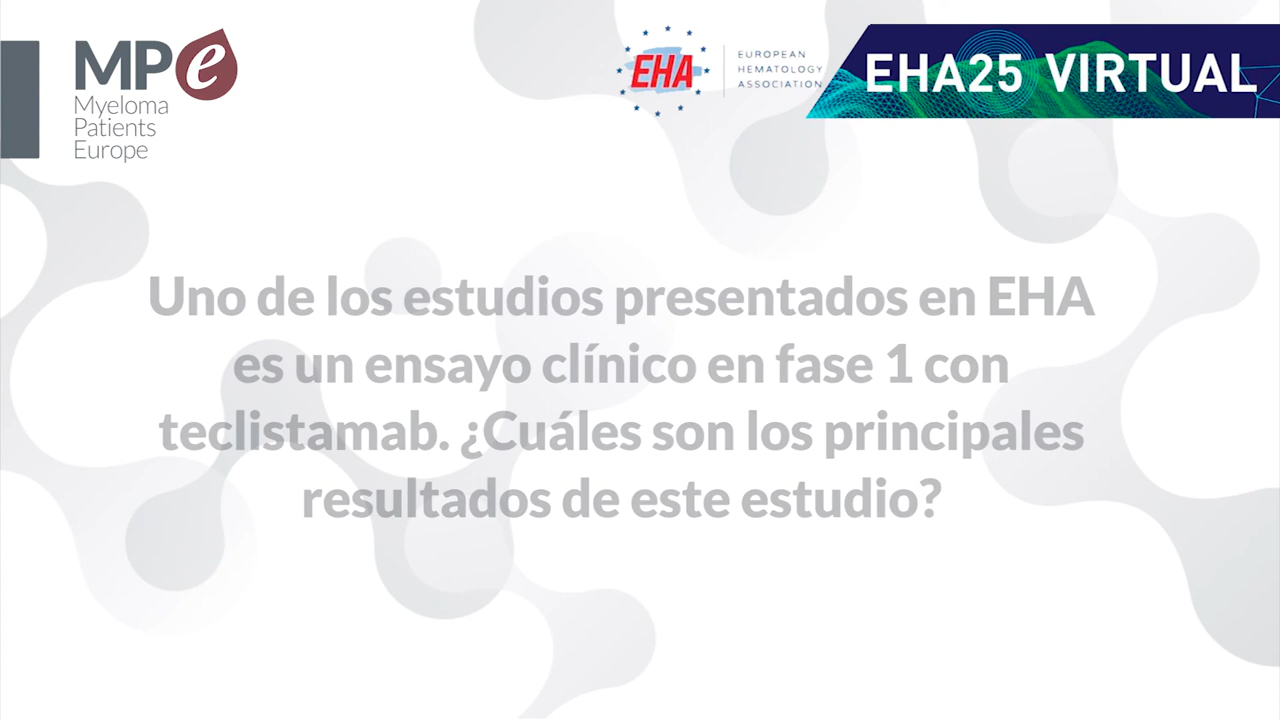 MPe
Myeloma
Patients
Europe
EHA
EUROPEAN
HEMATOLOGY
ASSOCIATION
EHA25 VIRTUAL
Uno de los estudios presentados en EHA
es un ensayo clínico en fase 1 con
teclistamab. ¿Cuáles son los principales
resultados de este estudio?